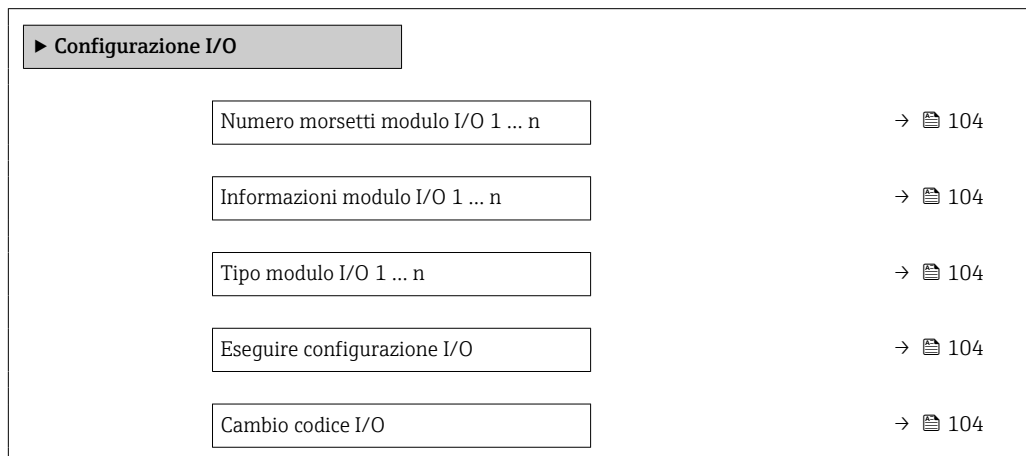 ▶ Configurazione I/O
Numero morsetti modulo I/O 1 … n → 104
Informazioni modulo I/O 1 … n → 104
Tipo modulo I/O 1 … n → 104
Eseguire configurazione I/O → 104
Cambio codice I/O → 104